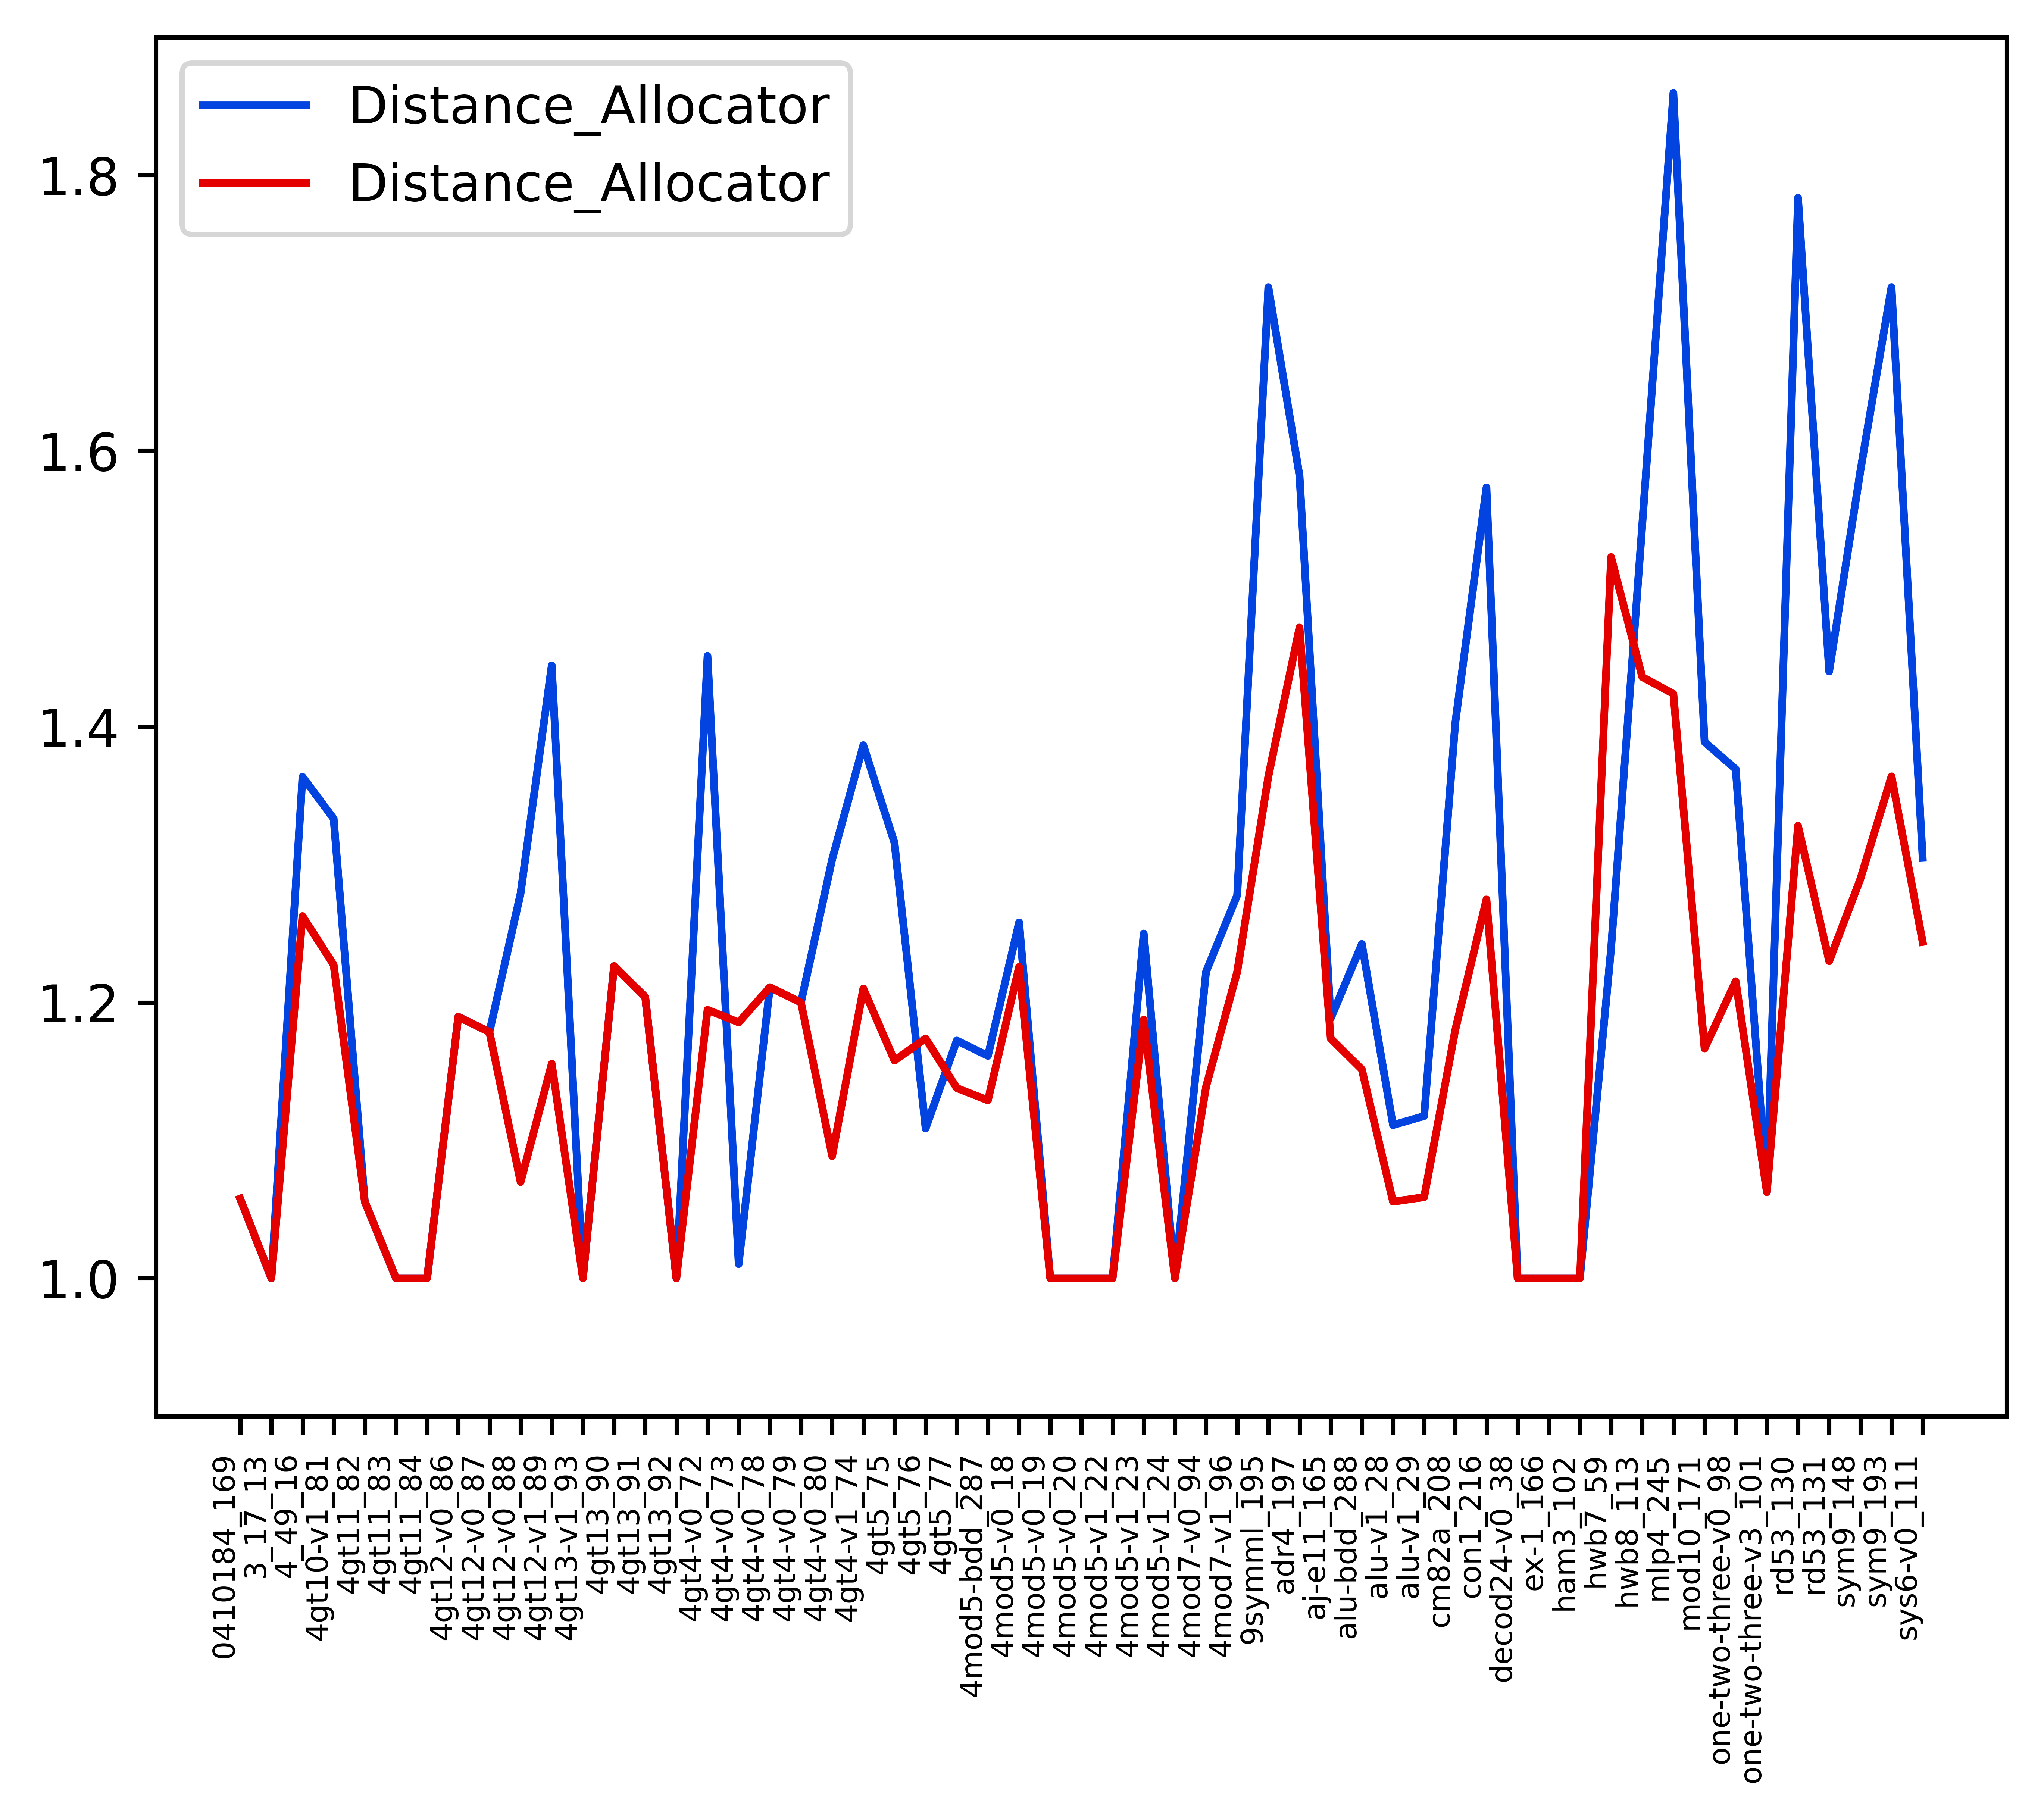 Distance_Allocator
Distance_Allocator
1.8
1.6
1.4
1.2
1.0
0410184_169
3_17_13
4-49_16
4gt10-v1_81
4gt11_82
4gt11_83
4gt11_84
4gt12-v0_86
4gt12-v0_87
4gt12-v0_88
4gt12-v1_89
4gt13-v1_93
4gt13_90
4gt13_91
4gt13_92
4gt4-v0_72
4gt4-v0_73
4gt4-v0_78
4gt4-v0_79
4gt4-v0_80
4gt4-v1_74
4gt5_75
4gt5_76
4gt5_77
4mod5-bdd_287
4mod5-v0_18
4mod5-v0_19
4mod5-v0_20
4mod5-v1_22
4mod5-v1_23
4mod5-v1_24
4mod7-v0_94
4mod7-v1_96
9symml_195
adr4_197
aj-e11_165
alu-bdd_288
alu-v1_28
alu-v1_29
cm82a_208
con1_216
decod24-v0_38
ex-1_166
ham3_102
hwb7_59
hwb8_113
mlp4_245
mod10_171
one-two-three-v0_98
one-two-three-v3_101
rd53_130
rd53_131
sym9_148
sym9_193
sys6-v0_111